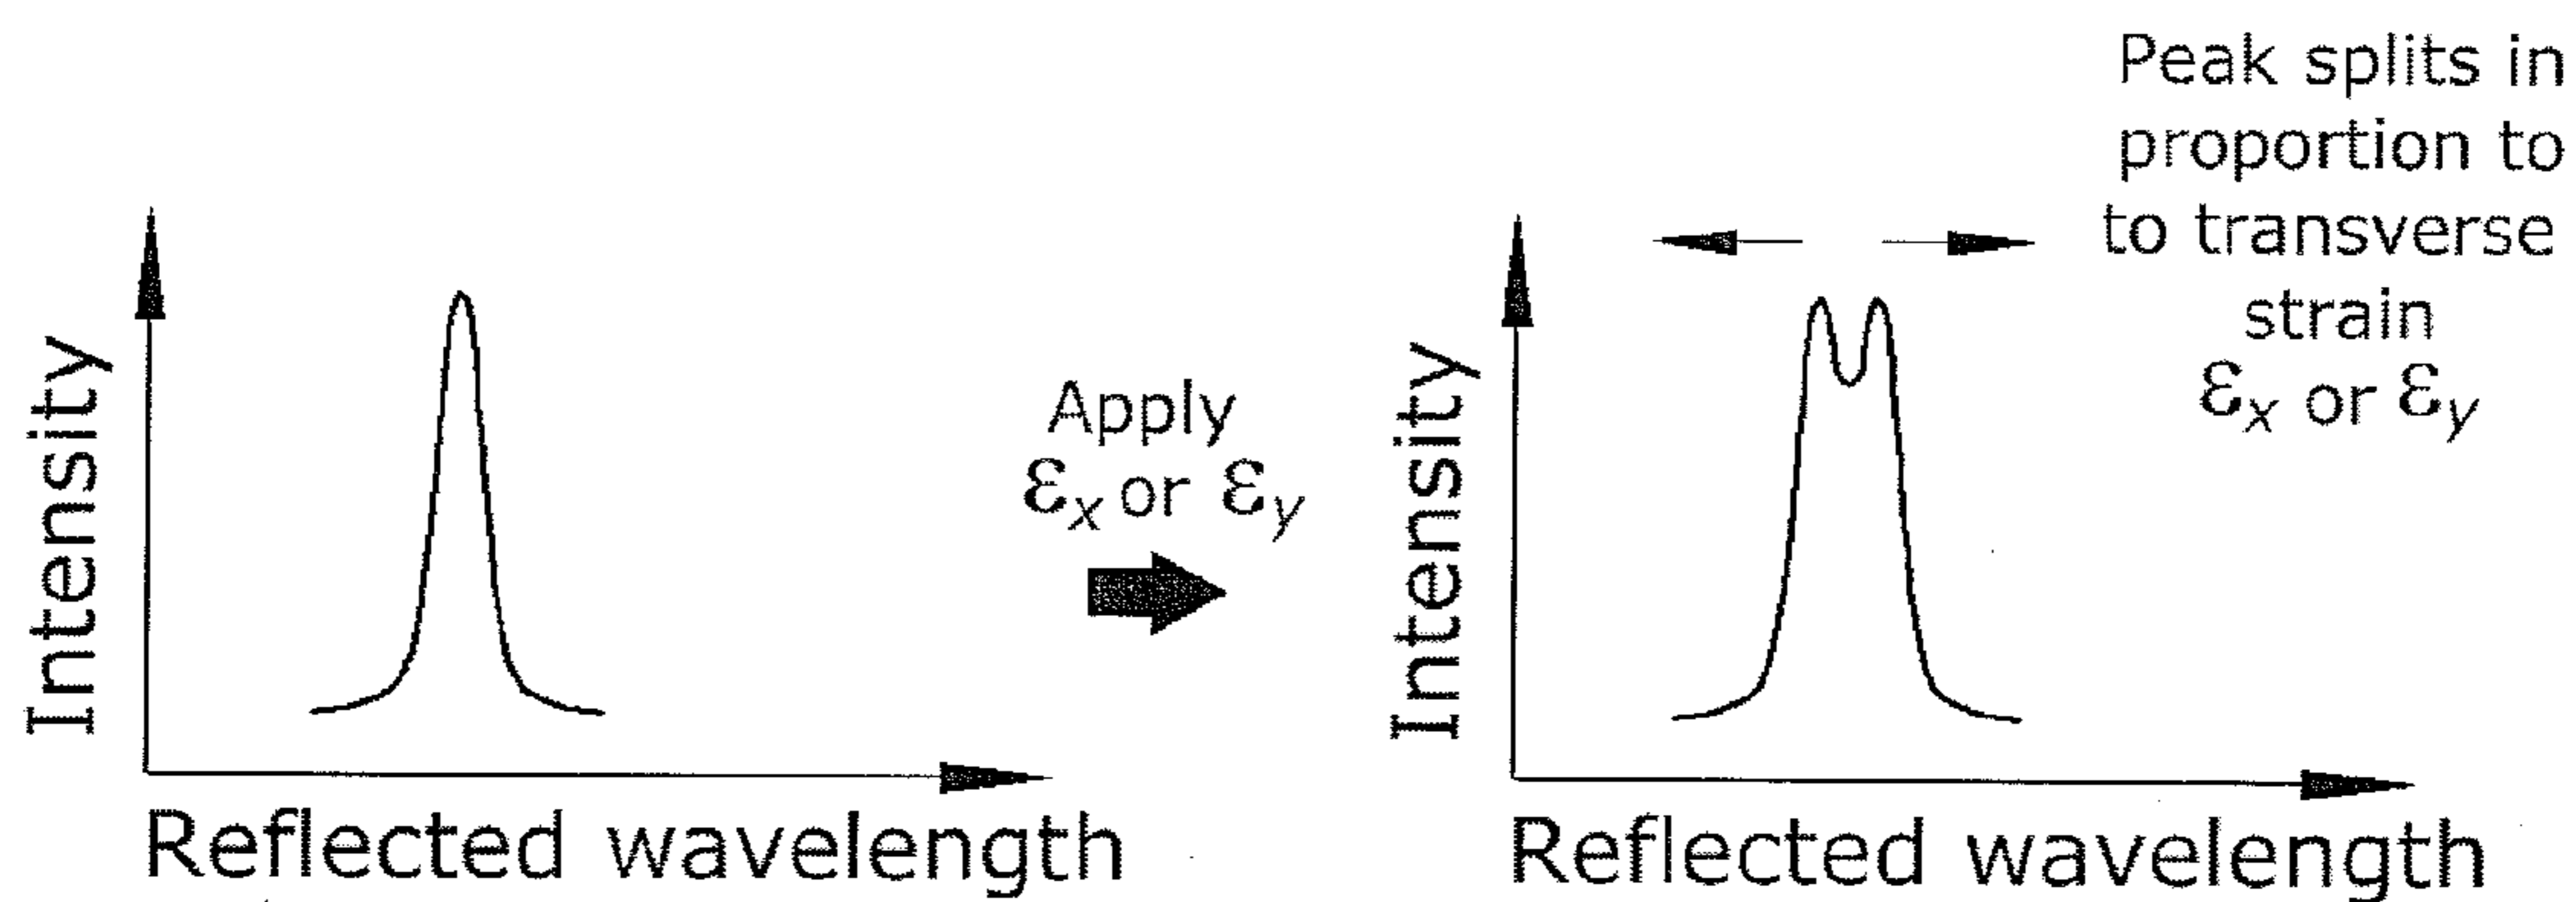 Peak splits in
proportion to
to transverse
strain
εx or εy
Intensity
Apply
εx or εy
Intensity
Reflected wavelength
Reflected wavelength